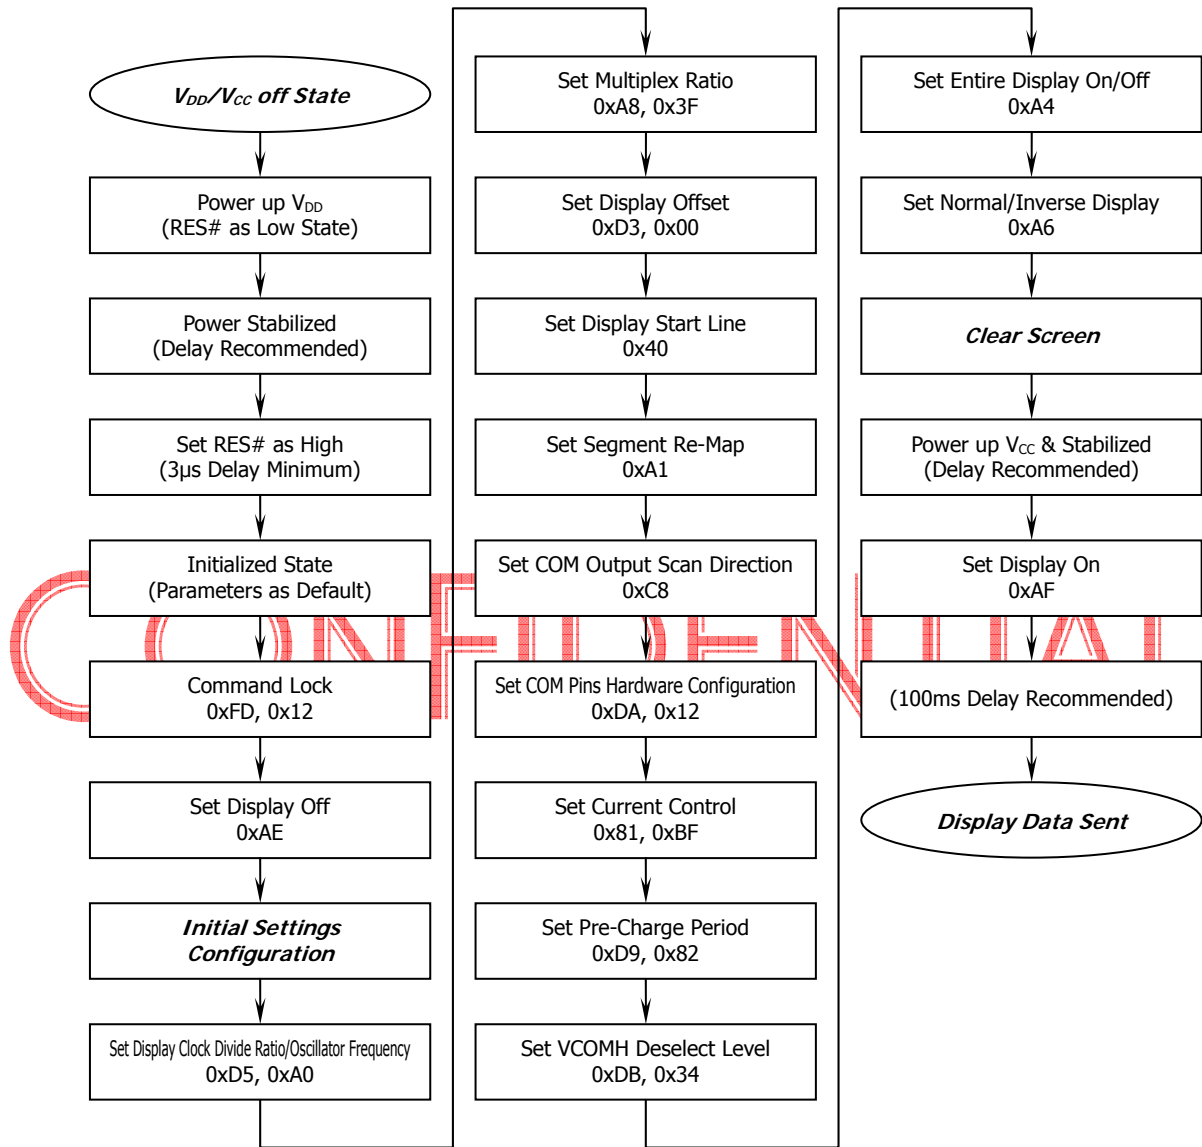 V_DD/V_CC off State
Power up V_DD
(RES# as Low State)
Power Stabilized
(Delay Recommended)
Set RES# as High
(3μs Delay Minimum)
Initialized State
(Parameters as Default)
Command Lock
0xFD, 0x12
Set Display Off
0xAE
Initial Settings
Configuration
Set Display Clock Divide Ratio/Oscillator Frequency
0xD5, 0xA0
Set Multiplex Ratio
0xA8, 0x3F
Set Display Offset
0xD3, 0x00
Set Display Start Line
0x40
Set Segment Re-Map
0xA1
Set COM Output Scan Direction
0xC8
Set COM Pins Hardware Configuration
0xDA, 0x12
Set Current Control
0x81, 0xBF
Set Pre-Charge Period
0xD9, 0x82
Set VCOMH Deselect Level
0xDB, 0x34
Set Entire Display On/Off
0xA4
Set Normal/Inverse Display
0xA6
Clear Screen
Power up V_CC & Stabilized
(Delay Recommended)
Set Display On
0xAF
(100ms Delay Recommended)
Display Data Sent
CONFIDENTIAL